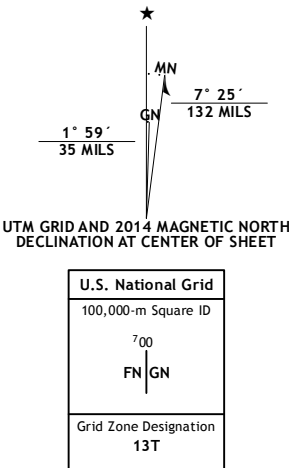 ★
MN
7° 25´
132 MILS
GN
1° 59´
35 MILS
UTM GRID AND 2014 MAGNETIC NORTH
DECLINATION AT CENTER OF SHEET
U.S. National Grid
100,000-m Square ID
⁷00
FN GN
Grid Zone Designation
13T